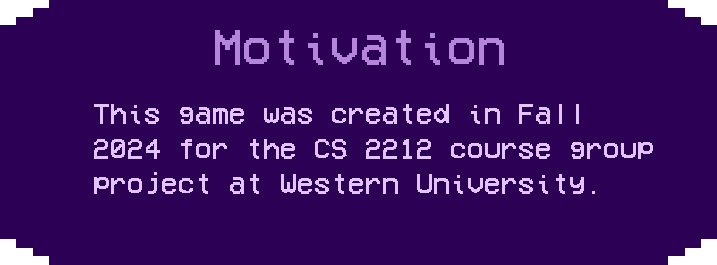 Motivation
This game was created in Fall
2024 for the CS 2212 course group
project at Western University.